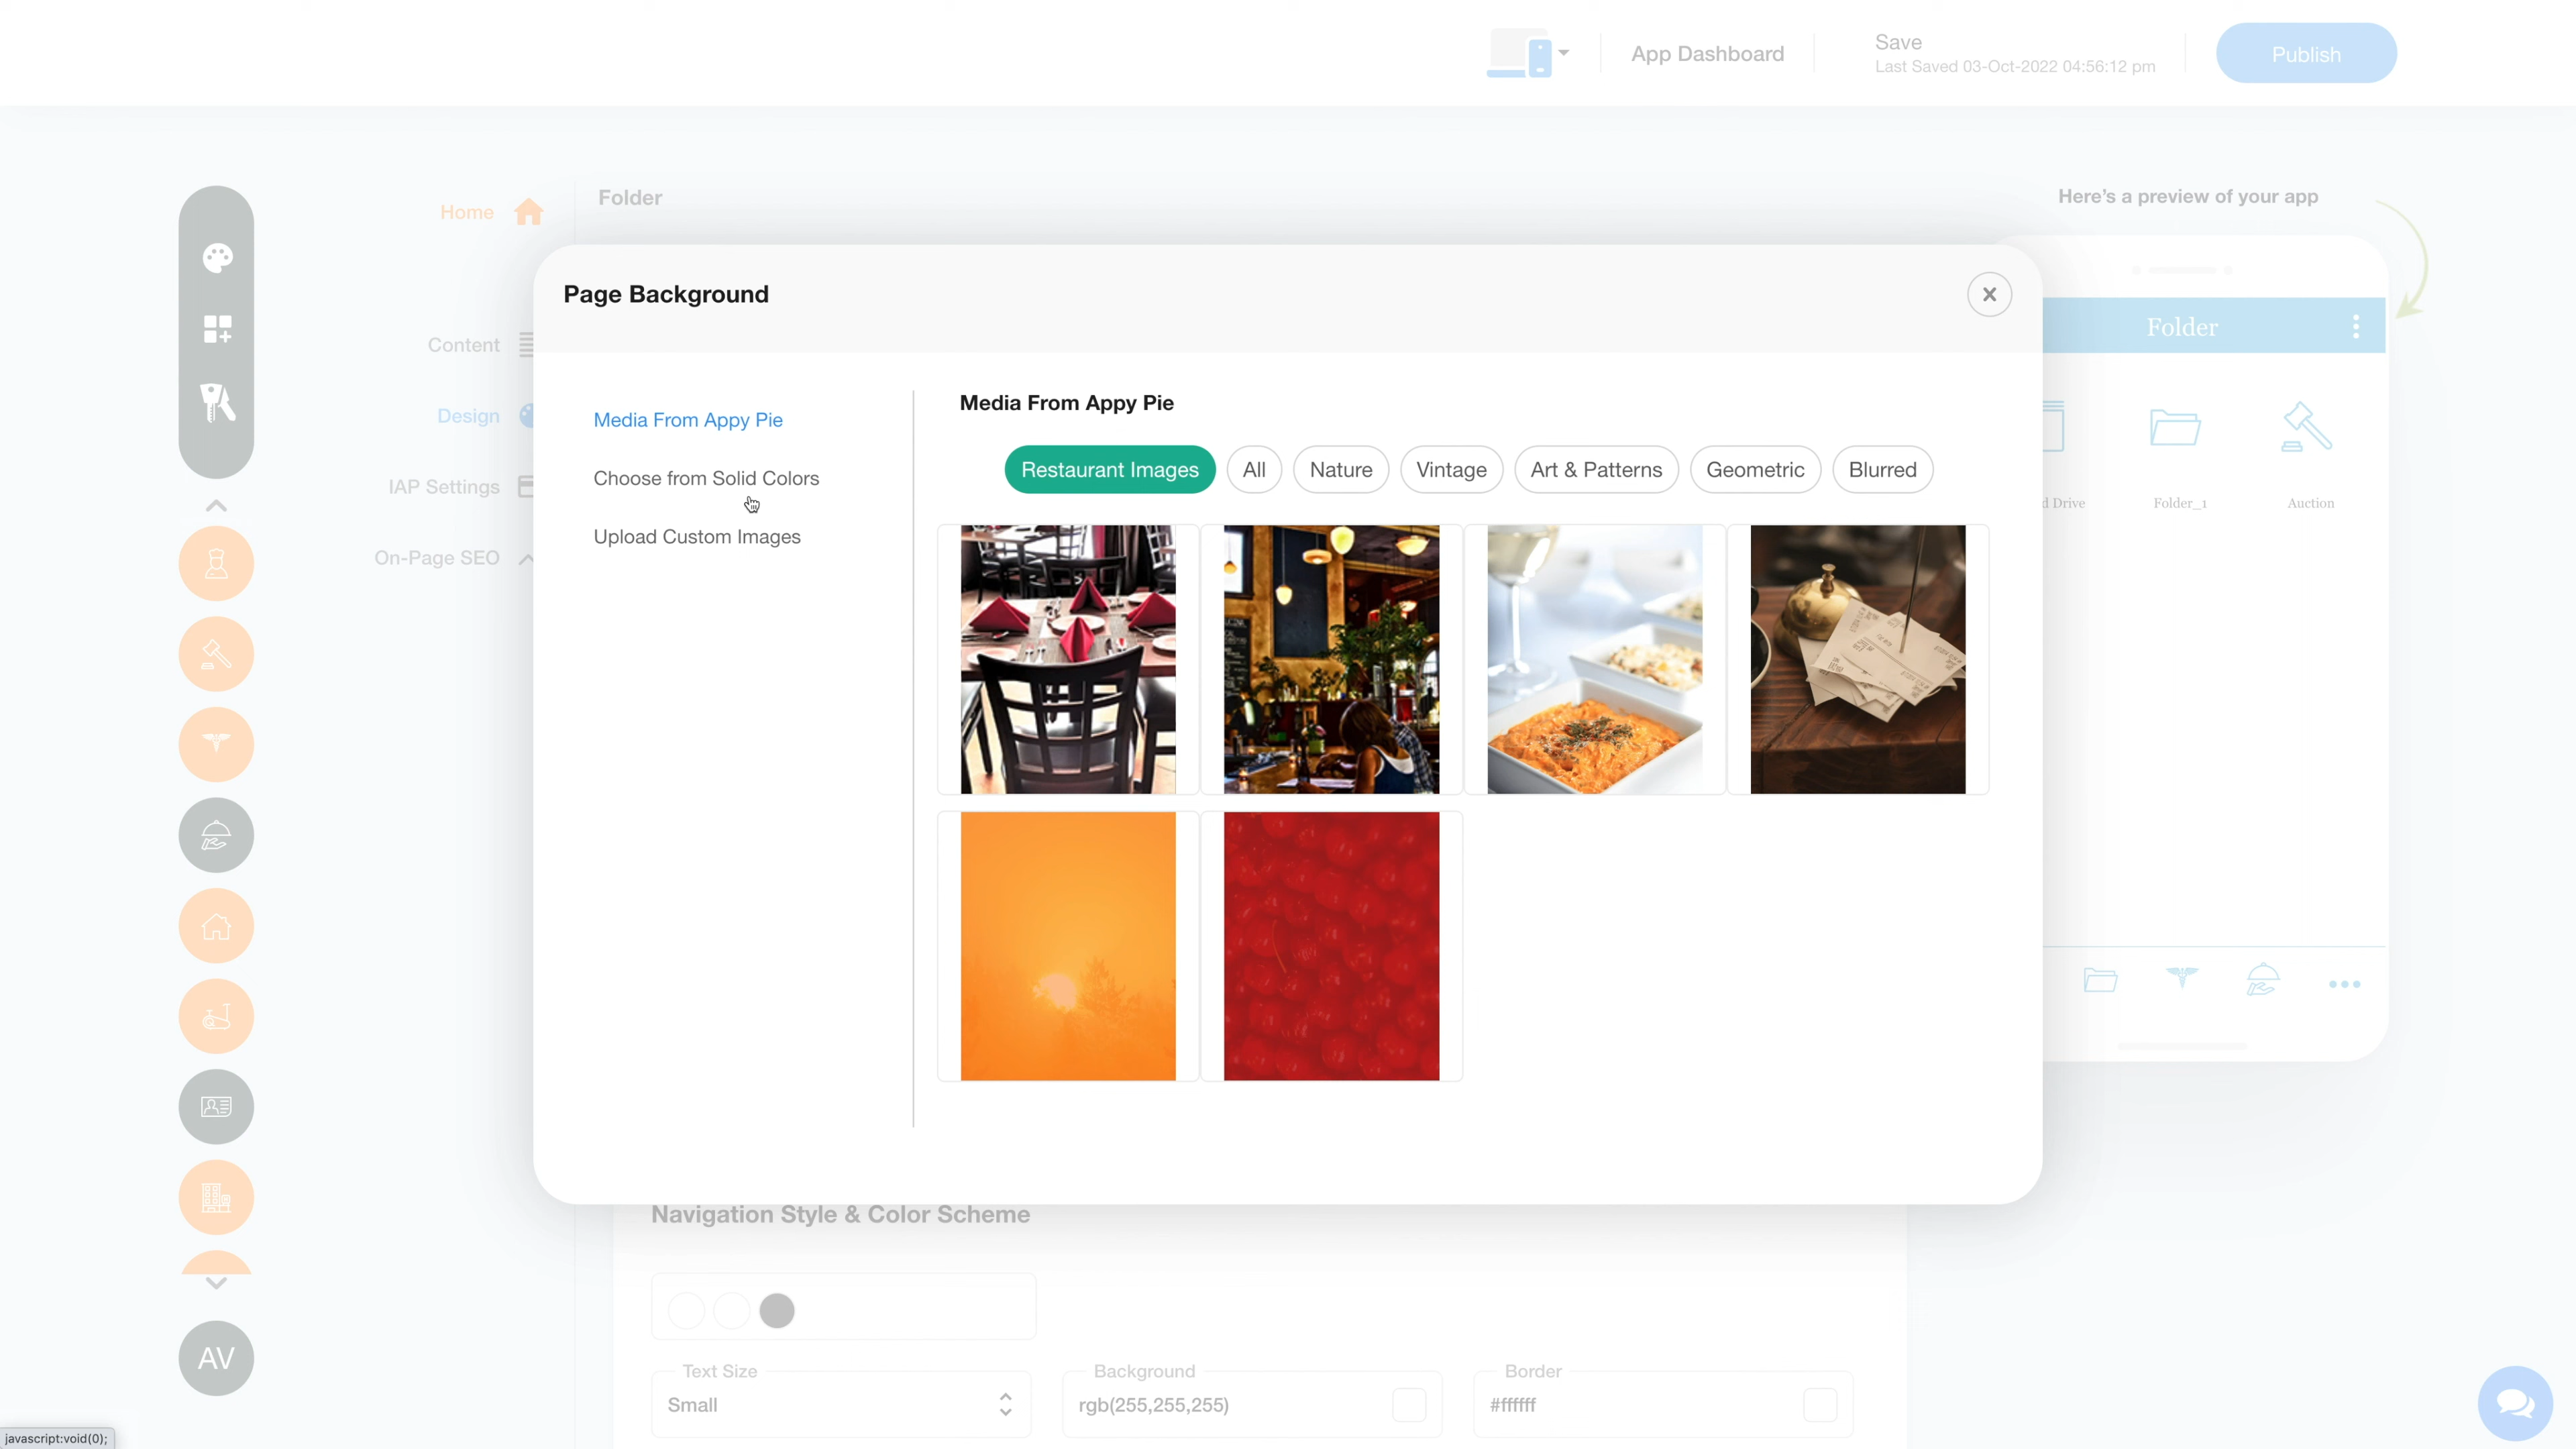 App Dashboard
Save
Last Saved 03-Oct-2022 04:56:12 pm
Publish
Home
Folder
Here's a preview of your app
Page Background
Folder
Content
Design
IAP Settings
On-Page SEO
Media From Appy Pie
Choose from Solid Colors
Upload Custom Images
Media From Appy Pie
Restaurant Images
All
Nature
Vintage
Art & Patterns
Geometric
Blurred
Drive
Folder_1
Auction
Navigation Style & Color Scheme
Text Size
Small
Background
rgb(255,255,255)
Border
#ffffff
AV
javascript:void(0);